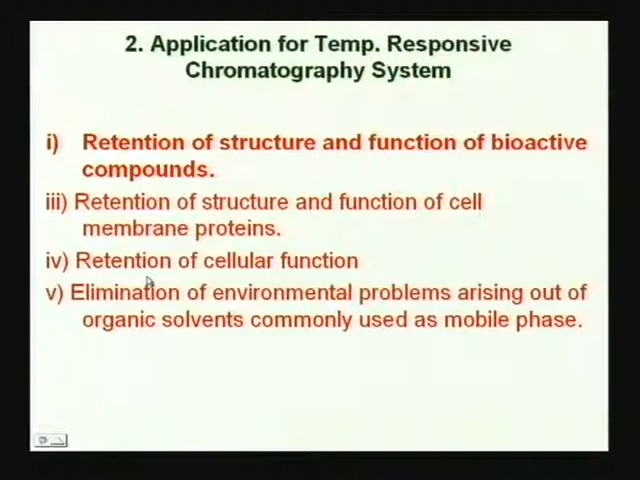 2. Application for Temp. Responsive
Chromatography System
i) Retention of structure and function of bioactive
compounds.
iii) Retention of structure and function of cell
membrane proteins.
iv) Retention of cellular function
v) Elimination of environmental problems arising out of
organic solvents commonly used as mobile phase.